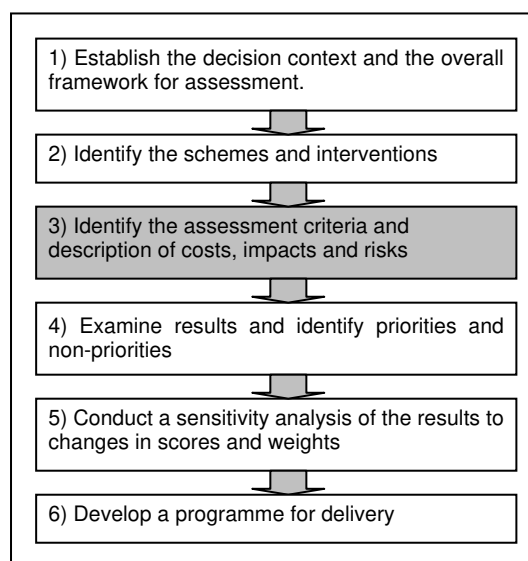 1) Establish the decision context and the overall
framework for assessment.
2) Identify the schemes and interventions
3) Identify the assessment criteria and
description of costs, impacts and risks
4) Examine results and identify priorities and
non-priorities
5) Conduct a sensitivity analysis of the results to
changes in scores and weights
6) Develop a programme for delivery